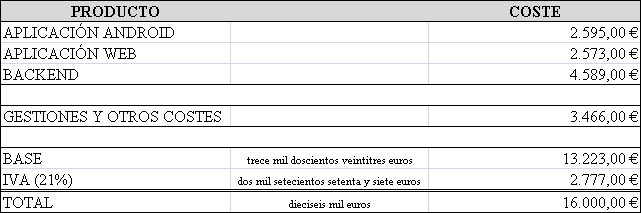 PRODUCTO COSTE
APLICACIÓN ANDROID 2.595,00 €
APLICACIÓN WEB 2.573,00 €
BACKEND 4.589,00 €
GESTIONES Y OTROS COSTES 3.466,00 €
BASE trece mil doscientos veintitres euros 13.223,00 €
IVA (21%) dos mil setecientos setenta y siete euros 2.777,00 €
TOTAL dieciseis mil euros 16.000,00 €